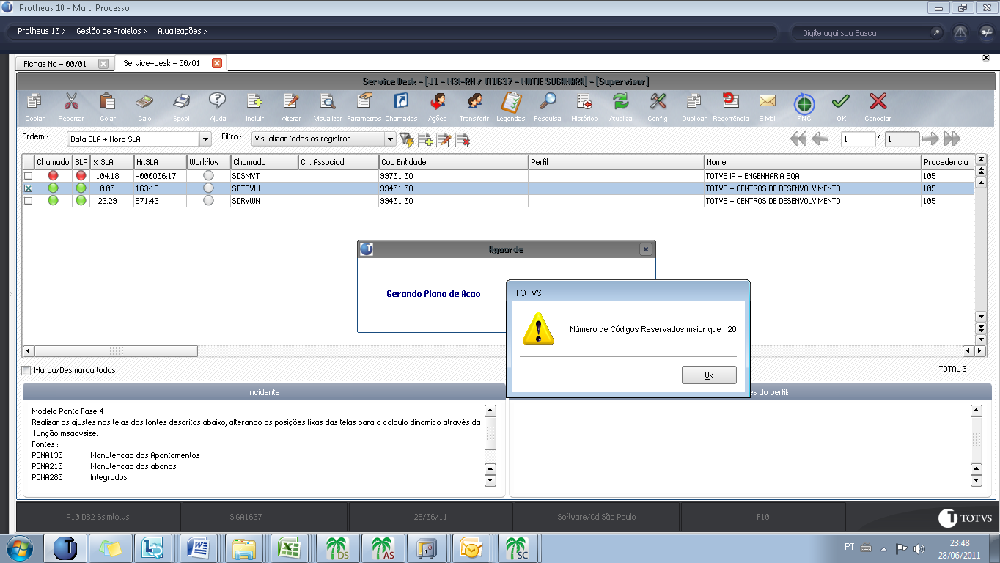 Protheus 10 - Multi Processo
Protheus 10 > Gestão de Projetos > Atualizações >
Digite aqui sua Busca
Fichas Nc - 00/01
Service-desk - 00/01
Service Desk - [J1 - N3I-RH / TI1637 - KATIE SUGAHARA] - [Supervisor]
Copiar Recortar Colar Calc Spool Ajuda Incluir Alterar Visualizar Parametros Chamados Ações Transferir Legendas Pesquisa Histórico Atualiza Config Duplicar Recorrência E-Mail FNC OK Cancelar
Ordem : Data SLA + Hora SLA Filtro : Visualizar todos os registros 1 / 1
Chamado SLA % SLA Hr.SLA Workflow Chamado Ch. Associad Cod Entidade Perfil Nome Procedencia
104.18 -000006:17 SDSMVT 99701 00 TOTVS IP - ENGENHARIA SQA 105
0.00 163:13 SDTCVW 99401 00 TOTVS - CENTROS DE DESENVOLVIMENTO 105
23.29 971:43 SDRVWN 99401 00 TOTVS - CENTROS DE DESENVOLVIMENTO 105
Aguarde
Gerando Plano de Acao
TOTVS
Número de Códigos Reservados maior que 20
Ok
Marca/Desmarca todos
TOTAL 3
Incidente
es do perfil:
Modelo Ponto Fase 4
Realizar os ajustes nas telas dos fontes descritos abaixo, alterando as posições fixas das telas para o calculo dinamico através da
função msadvsize.
Fontes :
PONA130 Manutencao dos Apontamentos
PONA210 Manutencao dos abonos
PONA280 Integrados
P10 DB2 Ssimtotvs
SIGA1637
28/06/11
Software/Cd São Paulo
F10
TOTVS
DS
AS
SC
PT
23:48
28/06/2011